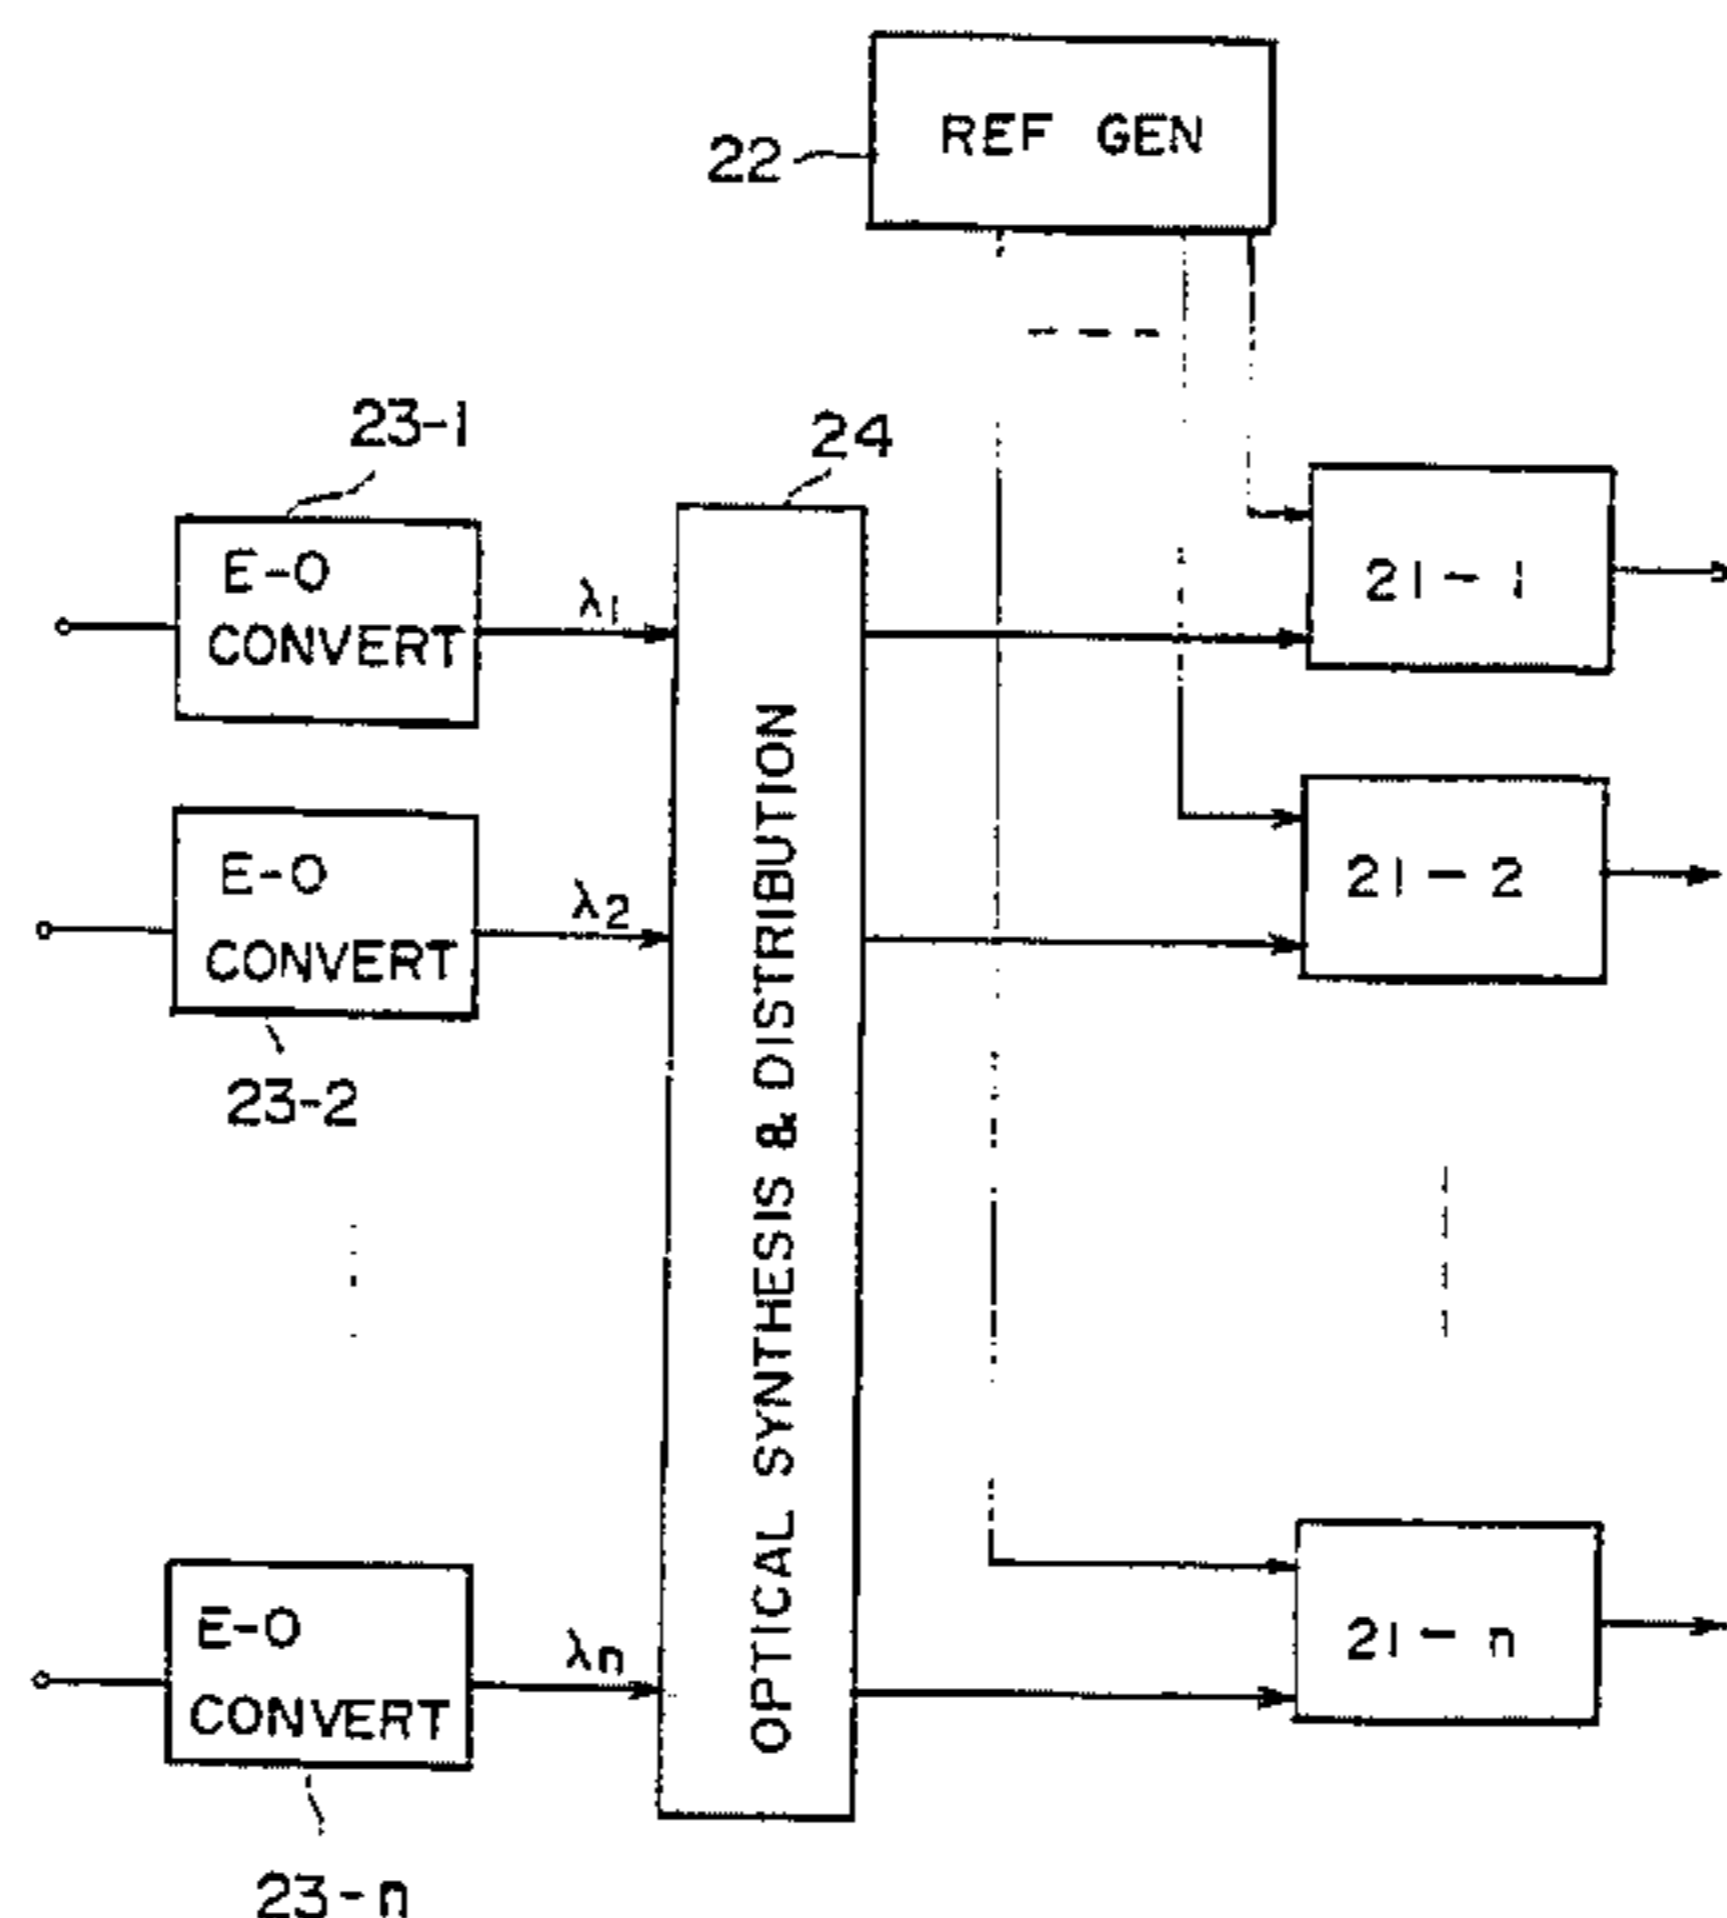 REF GEN
22
23-1
24
E-O
CONVERT
λ1
21-1
E-O
CONVERT
λ2
21-2
23-2
OPTICAL SYNTHESIS & DISTRIBUTION
E-O
CONVERT
λn
21-n
23-n